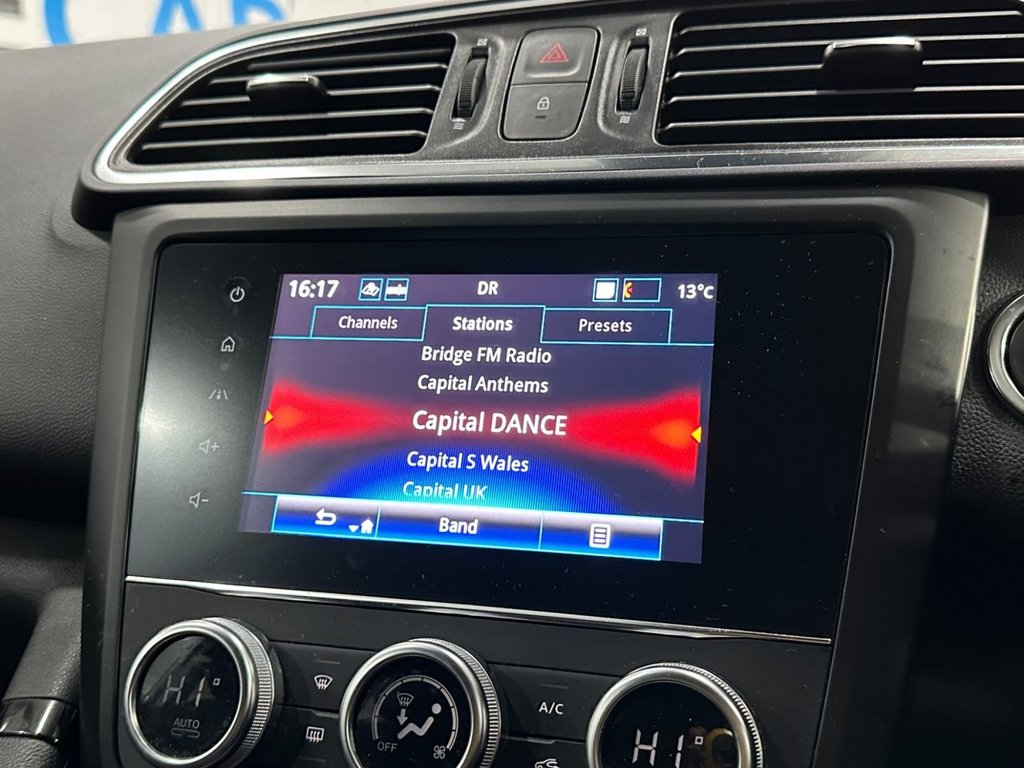 CAR
16:17 DR 13°C
Channels Stations Presets
Bridge FM Radio
Capital Anthems
Capital DANCE
Capital S Wales
Capital UK
Band
HI°
AUTO
OFF
A/C
HI°